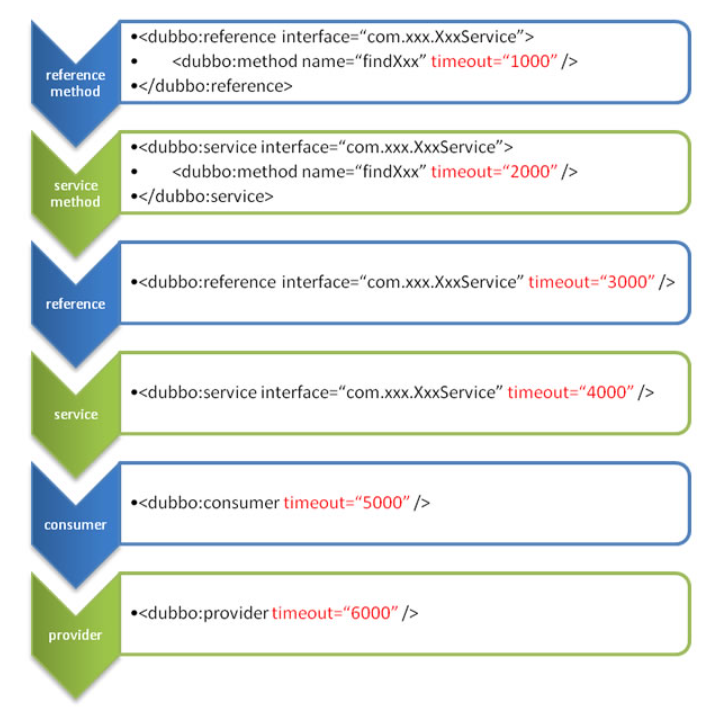 reference
method
•<dubbo:reference interface=“com.xxx.XxxService”>
• <dubbo:method name=“findXxx” timeout=“1000” />
•</dubbo:reference>
service
method
•<dubbo:service interface=“com.xxx.XxxService”>
• <dubbo:method name=“findXxx” timeout=“2000” />
•</dubbo:service>
reference
•<dubbo:reference interface=“com.xxx.XxxService” timeout=“3000” />
service
•<dubbo:service interface=“com.xxx.XxxService” timeout=“4000” />
consumer
•<dubbo:consumer timeout=“5000” />
provider
•<dubbo:provider timeout=“6000” />